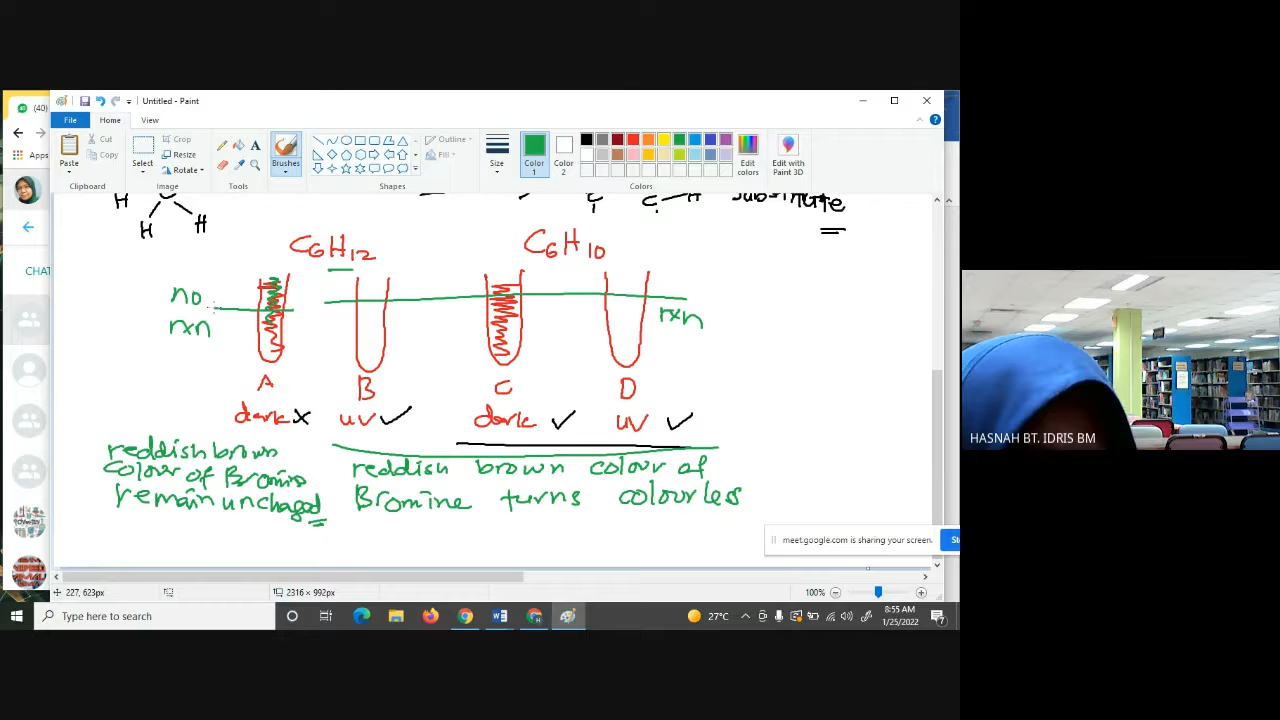 (40)
Untitled - Paint
File
Home
View
Apps
CHAT
Paste
Cut
Copy
Clipboard
Select
Crop
Resize
Rotate
Image
Tools
Brushes
Shapes
Outline
Fill
Size
Color 1
Color 2
Edit colors
Edit with Paint 3D
Colors
H
C
H
H
C
C
H
substitute
C6H12
C6H10
no
rxn
rxn
A
B
C
D
dark
uv
dark
uv
reddish brown
colour of Bromine
remain unchaged
reddish brown colour of
Bromine turns colourless
HASNAH BT. IDRIS BM
meet.google.com is sharing your screen.
227, 623px
2316 × 992px
100%
Type here to search
27°C
8:55 AM
1/25/2022
7